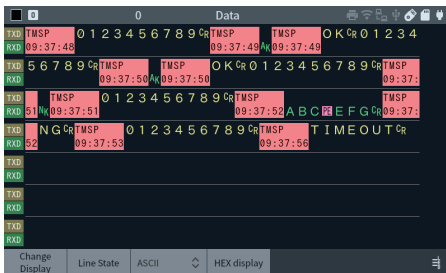 0 0 Data
TXD TMSP 0 1 2 3 4 5 6 7 8 9 CR TMSP TMSP O K CR 0 1 2 3 4
RXD 09:37:48 09:37:49 AK 09:37:49
TXD 5 6 7 8 9 CR TMSP TMSP O K CR 0 1 2 3 4 5 6 7 8 9 CR TMSP
RXD 09:37:50 AK 09:37:50 09:37:
TXD TMSP 0 1 2 3 4 5 6 7 8 9 CR TMSP TMSP
RXD 51 NK 09:37:51 09:37:52 A B C PE E F G CR 09:37:
TXD N G CR TMSP 0 1 2 3 4 5 6 7 8 9 CR TMSP T I M E O U T CR
RXD 52 09:37:53 09:37:56
TXD
RXD
TXD
RXD
TXD
RXD
Change Display Line State ASCII HEX display